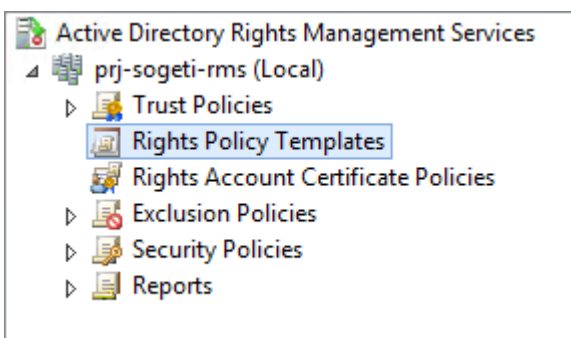 Active Directory Rights Management Services
prj-sogeti-rms (Local)
Trust Policies
Rights Policy Templates
Rights Account Certificate Policies
Exclusion Policies
Security Policies
Reports